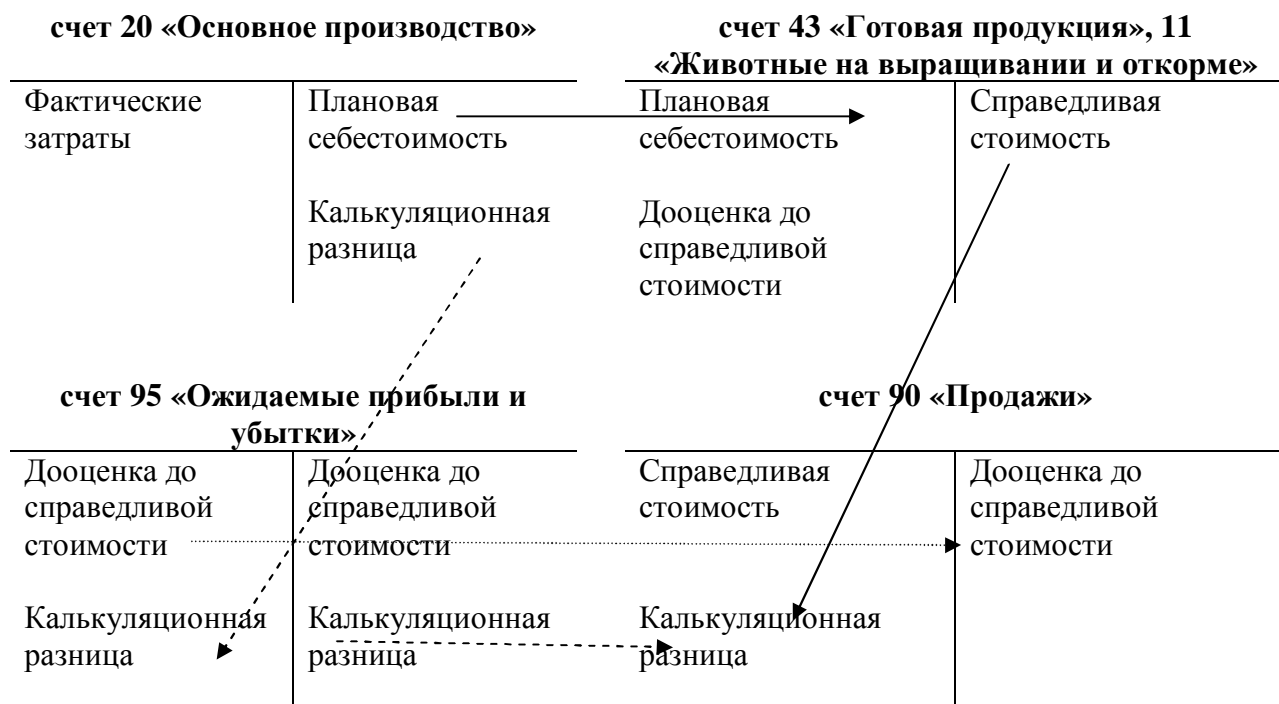 счет 20 «Основное производство»
счет 43 «Готовая продукция», 11
«Животные на выращивании и откорме»
Фактические
затраты
Плановая
себестоимость
Калькуляционная
разница
Плановая
себестоимость
Дооценка до
справедливой
стоимости
Справедливая
стоимость
счет 95 «Ожидаемые прибыли и
убытки»
счет 90 «Продажи»
Дооценка до
справедливой
стоимости
Калькуляционная
разница
Дооценка до
справедливой
стоимости
Калькуляционная
разница
Справедливая
стоимость
Калькуляционная
разница
Дооценка до
справедливой
стоимости